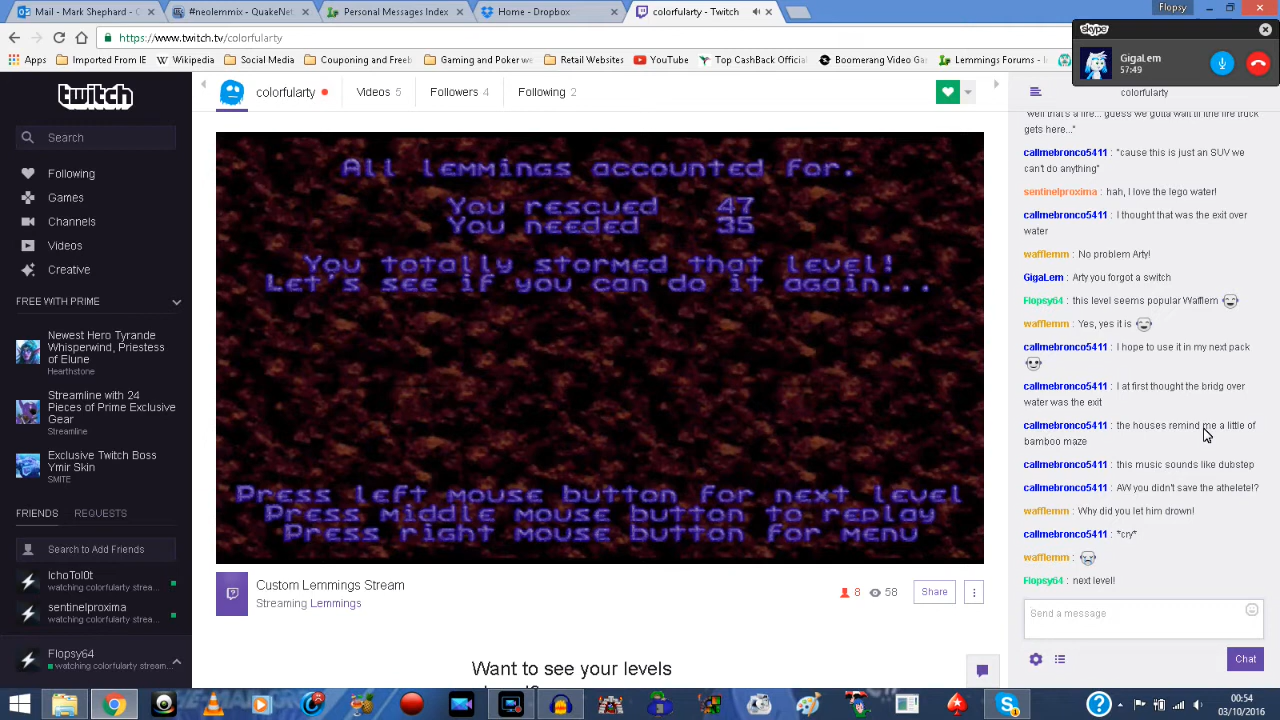 Flopsy
Tom Shepherd - Outlook
#neolemmix - QuakeNet
Personal Messages Index
Home - Dropbox
colorfularty - Twitch
https://www.twitch.tv/colorfularty
Apps
Imported From IE
Wikipedia
Social Media
Couponing folder
Gaming and Poker
Retail Websites
YouTube
Top CashBack Official
Boomerang Video Ga
Lemmings Forums - I
skype
GigaLem
57:49
twitch
Search
Following
Games
Channels
Videos
Creative
FREE WITH PRIME
Newest Hero Tyrande
Whisperwind, Priestess
of Elune
Hearthstone
Streamline with 24
Pieces of Prime Exclusive
Gear
Streamline
Exclusive Twitch Boss
Ymir Skin
SMITE
FRIENDS
REQUESTS
Search to Add Friends
IchoTol0t
watching colorfularty strea...
sentinelproxima
watching colorfularty strea...
Flopsy64
watching colorfularty stream...
colorfularty
Videos 5
Followers 4
Following 2
All lemmings accounted for.
You rescued 47
You needed 35
You totally stormed that level!
Let's see if you can do it again...
Press left mouse button for next level
Press middle mouse button to replay
Press right mouse button for menu
Custom Lemmings Stream
Streaming Lemmings
8
58
Share
Want to see your levels
colorfularty
"well that's a fire... guess we gotta wait til the fire truck
gets here..."
callmebronco5411 : "cause this is just an SUV we
can't do anything"
sentinelproxima : hah, I love the lego water!
callmebronco5411 : I thought that was the exit over
water
wafflemm : No problem Arty!
GigaLem : Arty you forgot a switch
Flopsy64 : this level seems popular Wafflem
wafflemm : Yes, yes it is
callmebronco5411 : I hope to use it in my next pack
callmebronco5411 : I at first thought the bridg over
water was the exit
callmebronco5411 : the houses remind me a little of
bamboo maze
callmebronco5411 : this music sounds like dubstep
callmebronco5411 : AW you didn't save the atheletel?
wafflemm : Why did you let him drown!
callmebronco5411 : *cry*
wafflemm :
Flopsy64 : next level!
Send a message
Chat
00:54
03/10/2016